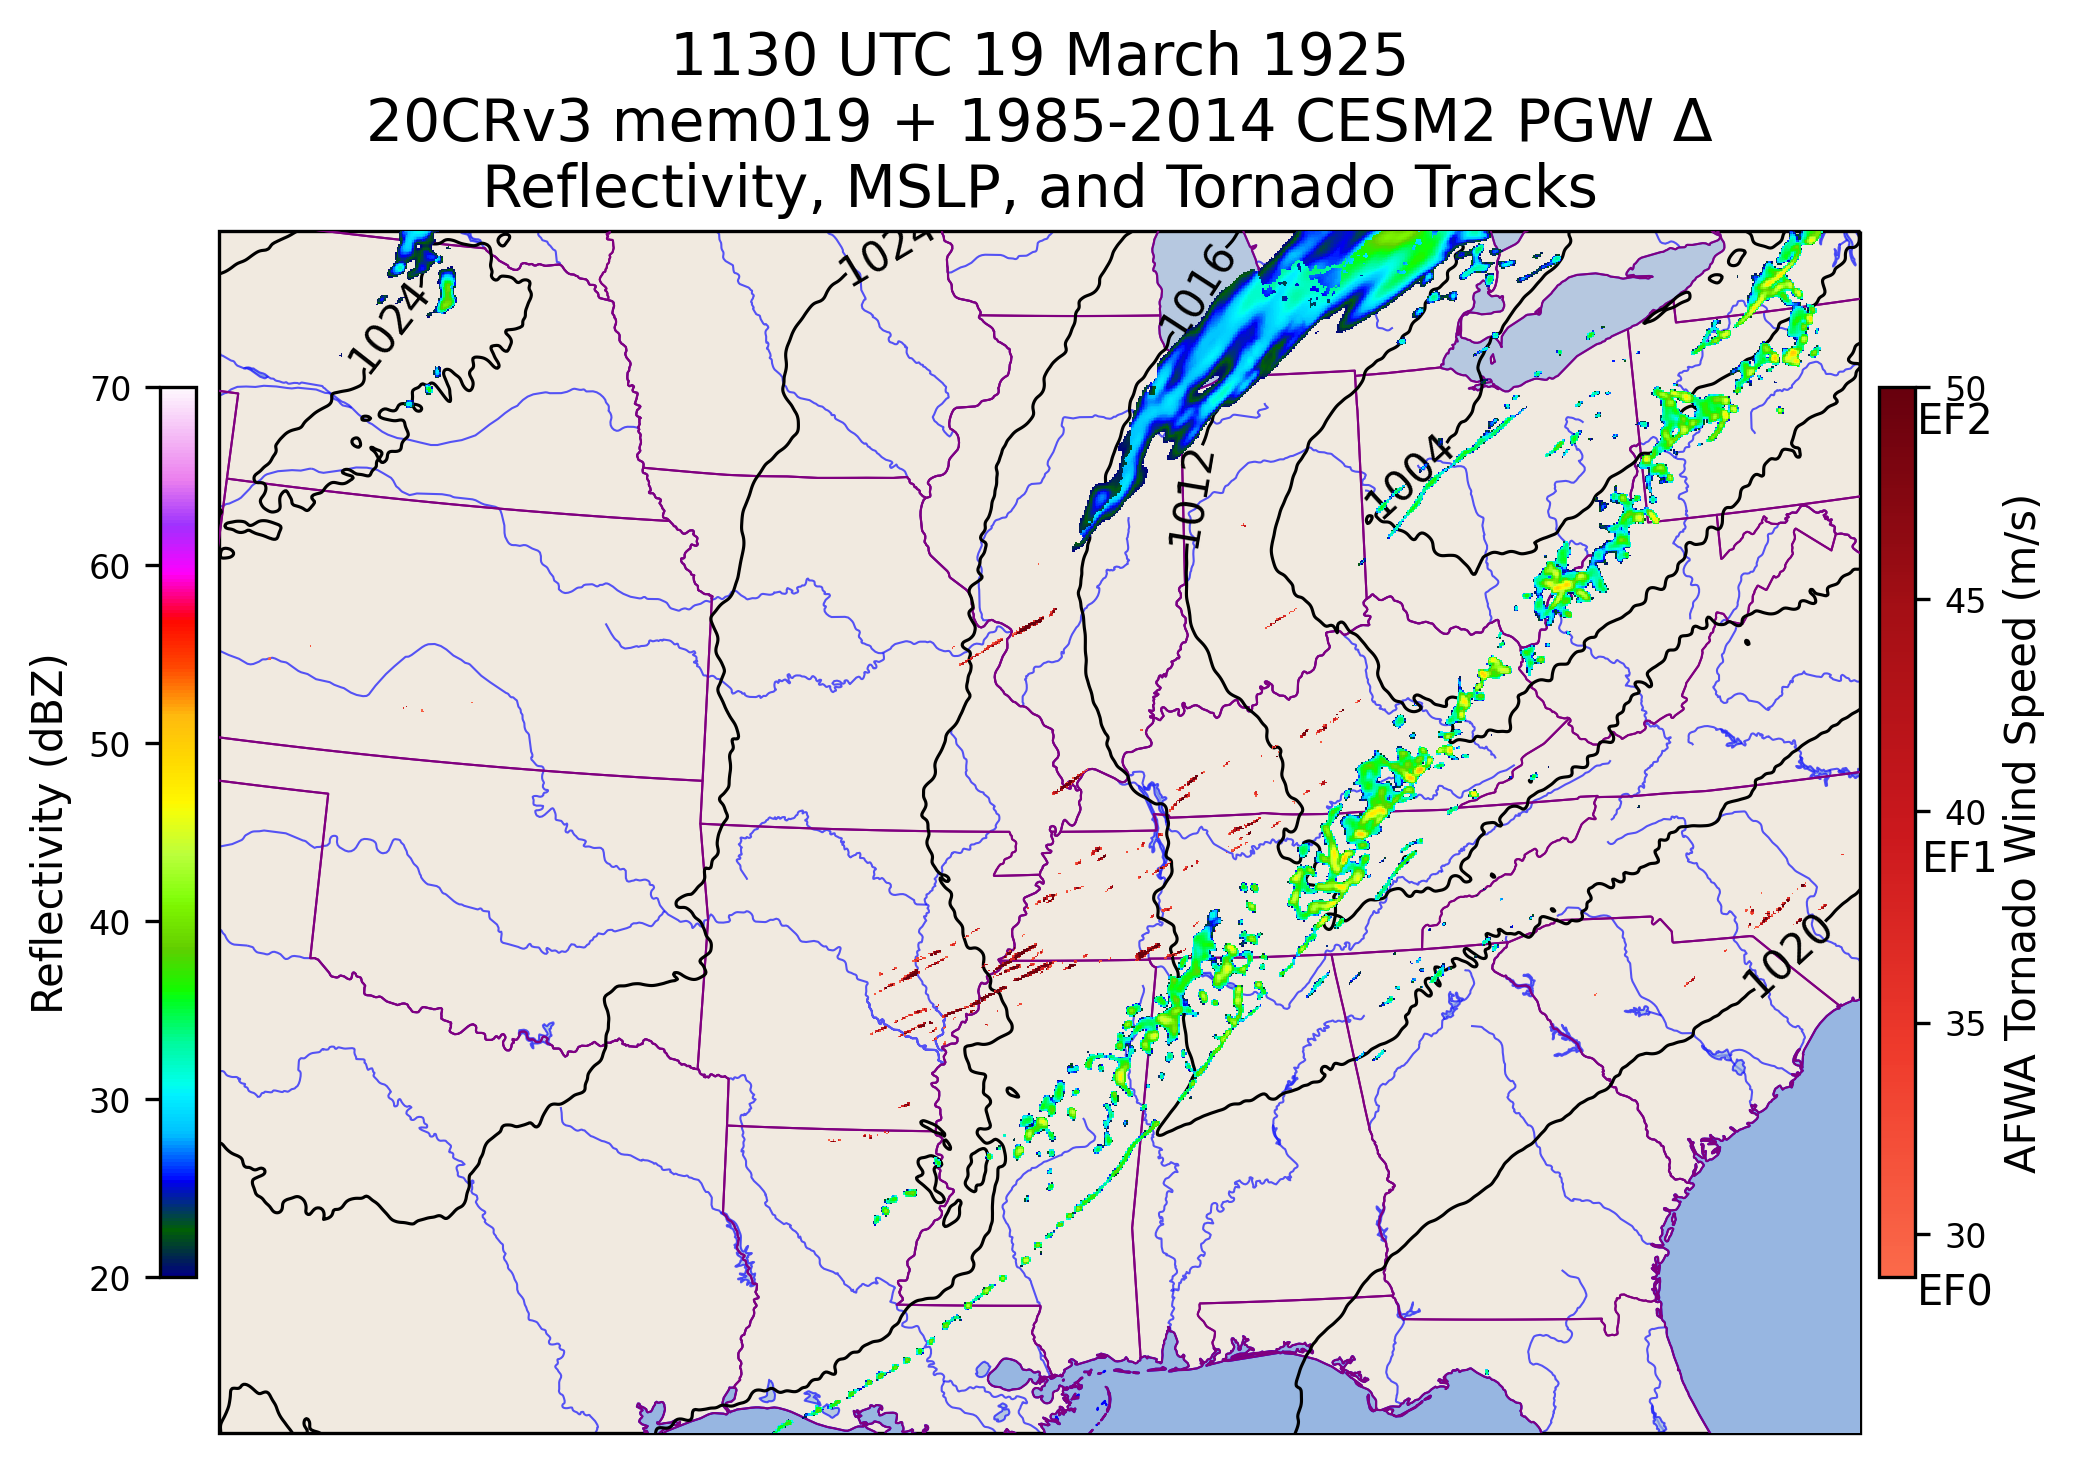 1130 UTC 19 March 1925
20CRv3 mem019 + 1985-2014 CESM2 PGW Δ
Reflectivity, MSLP, and Tornado Tracks
1024
1016
1024
1012
1004
1020
70
60
50
40
30
20
Reflectivity (dBZ)
50
EF2
45
40
EF1
35
30
EF0
AFWA Tornado Wind Speed (m/s)